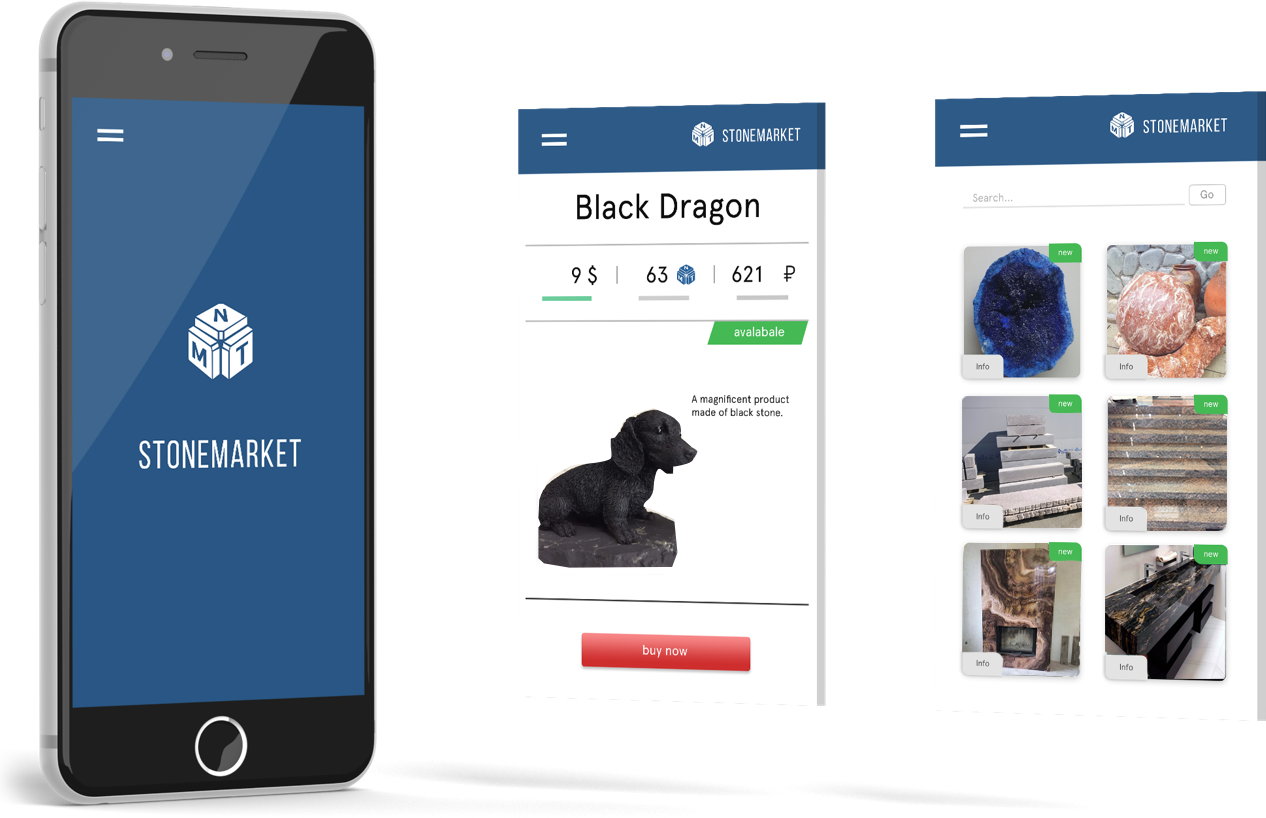 N
M T
STONEMARKET
N
M T
STONEMARKET
Black Dragon
9 $ | 63 | 621 ₽
avalabale
A magnificent product
made of black stone.
buy now
N
M T
STONEMARKET
Search...
Go
new
new
Info
Info
new
new
Info
Info
new
new
Info
Info